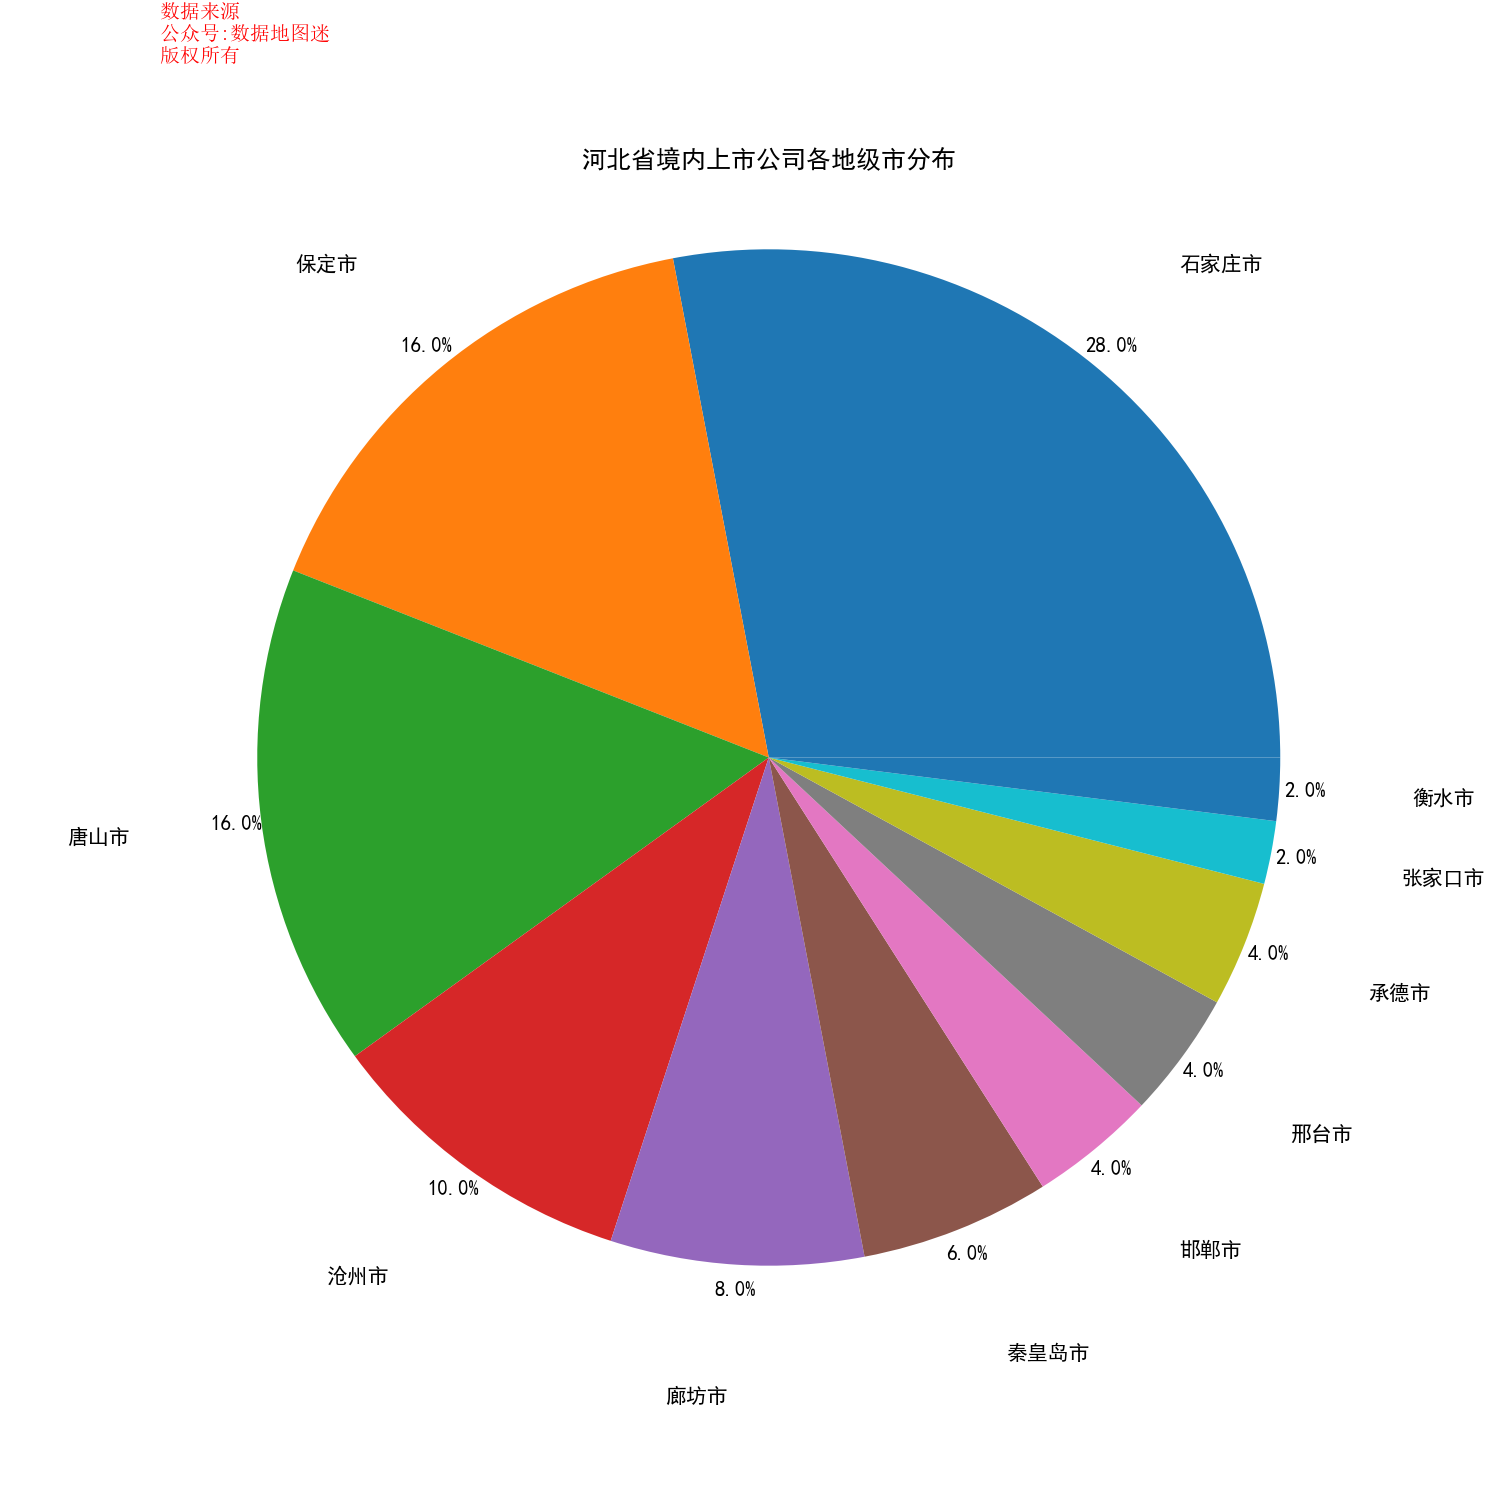 数据来源
公众号:数据地图迷
版权所有
河北省境内上市公司各地级市分布
保定市
石家庄市
16.0%
28.0%
2.0%
衡水市
唐山市
16.0%
2.0%
张家口市
4.0%
承德市
4.0%
邢台市
10.0%
4.0%
沧州市
8.0%
6.0%
邯郸市
秦皇岛市
廊坊市